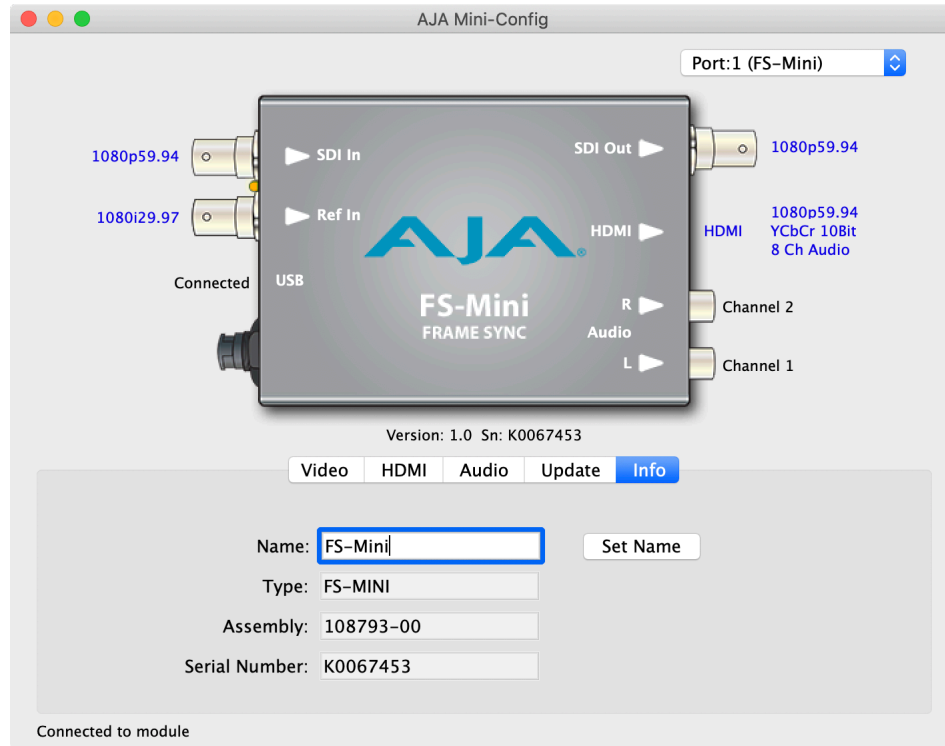 AJA Mini-Config
Port:1 (FS-Mini)
1080p59.94
SDI In
SDI Out
1080p59.94
1080i29.97
Ref In
AJA®
HDMI
HDMI
1080p59.94
YCbCr 10Bit
8 Ch Audio
Connected
USB
FS-Mini
FRAME SYNC
R
Channel 2
Audio
L
Channel 1
Version: 1.0 Sn: K0067453
Video HDMI Audio Update Info
Name: FS-Mini Set Name
Type: FS-MINI
Assembly: 108793-00
Serial Number: K0067453
Connected to module